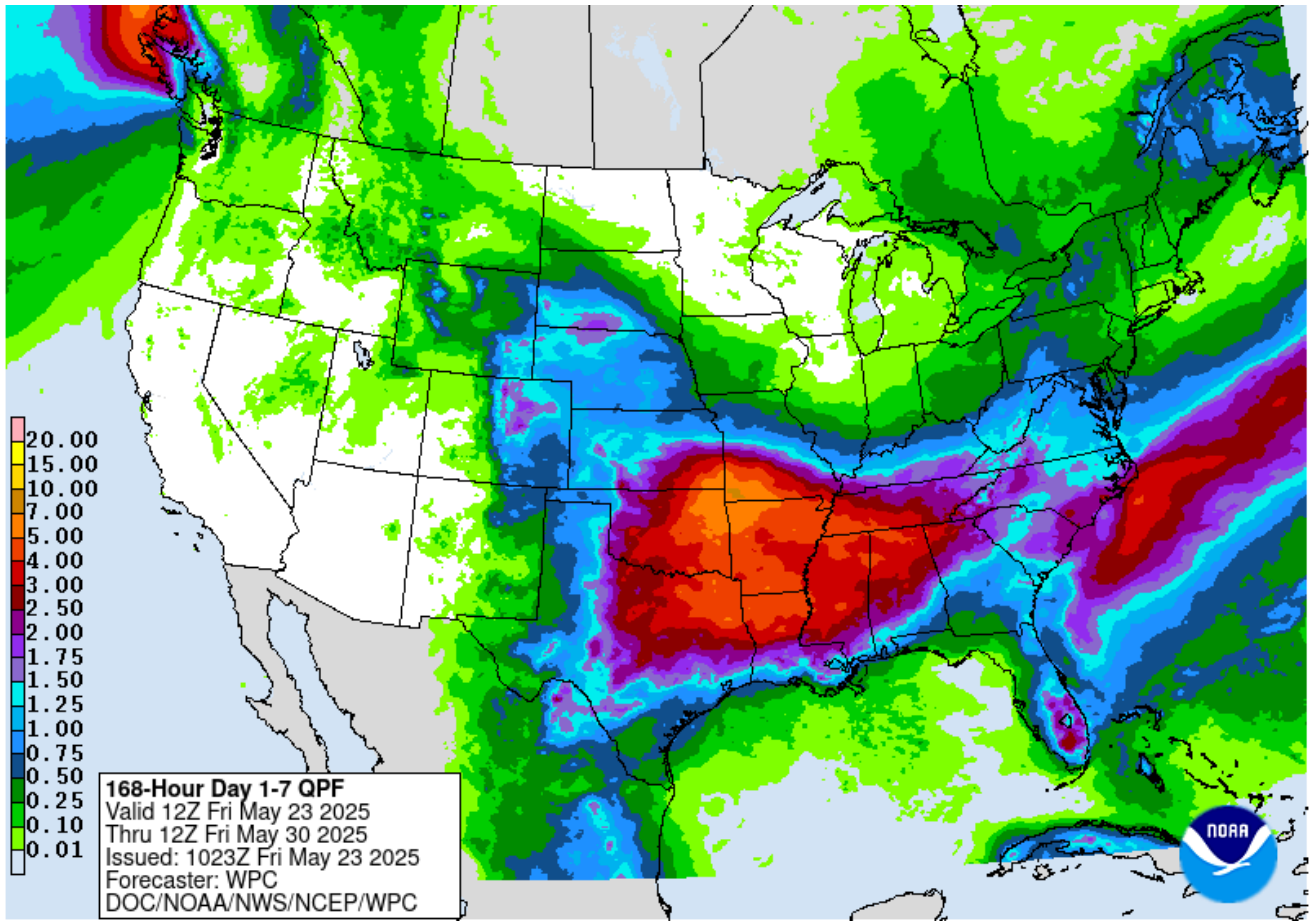 20.00
15.00
10.00
7.00
5.00
4.00
3.00
2.50
2.00
1.75
1.50
1.25
1.00
0.75
0.50
0.25
0.10
0.01
168-Hour Day 1-7 QPF
Valid 12Z Fri May 23 2025
Thru 12Z Fri May 30 2025
Issued: 1023Z Fri May 23 2025
Forecaster: WPC
DOC/NOAA/NWS/NCEP/WPC
NOAA